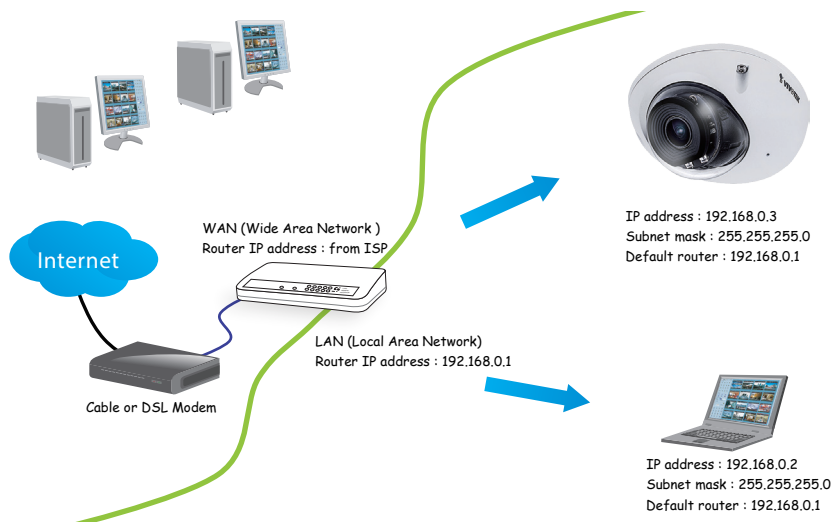 WAN (Wide Area Network )
Router IP address : from ISP
Internet
Cable or DSL Modem
LAN (Local Area Network)
Router IP address : 192.168.0.1
VIVOTEK
IP address : 192.168.0.3
Subnet mask : 255.255.255.0
Default router : 192.168.0.1
IP address : 192.168.0.2
Subnet mask : 255.255.255.0
Default router : 192.168.0.1